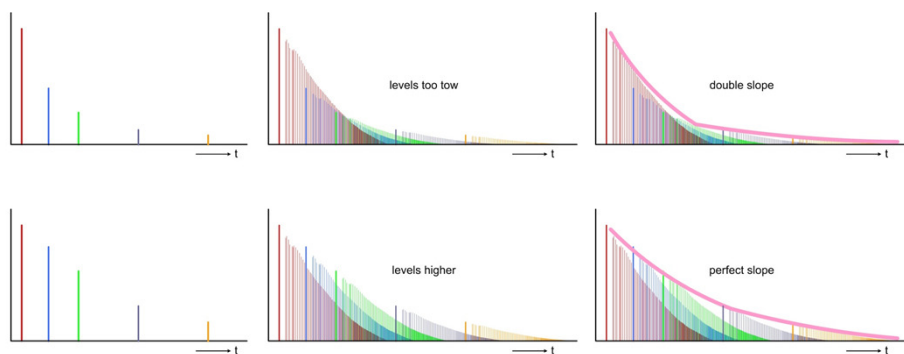 levels too tow
double slope
t
t
t
levels higher
perfect slope
t
t
t